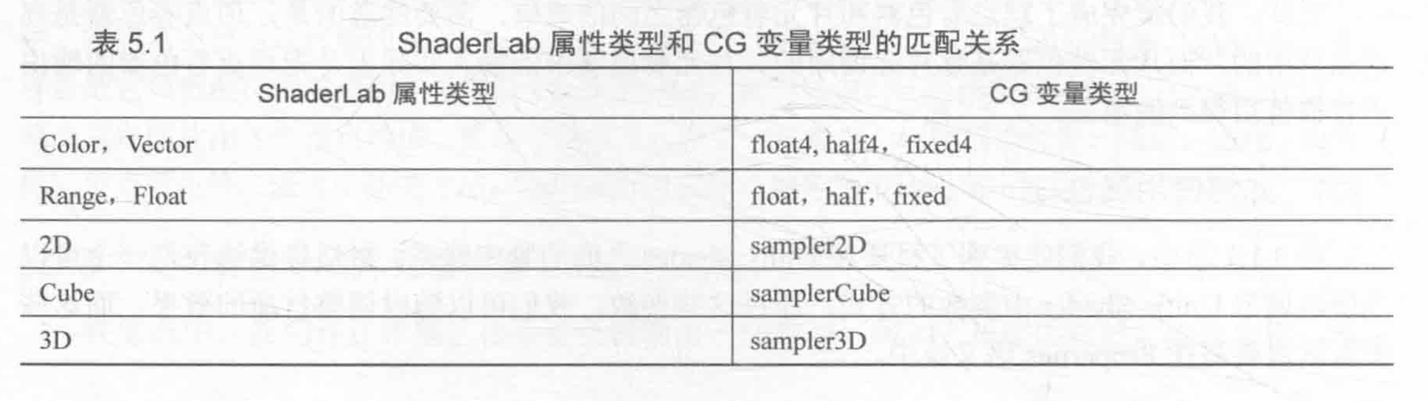 表 5.1 ShaderLab 属性类型和 CG 变量类型的匹配关系
ShaderLab 属性类型 CG 变量类型
Color，Vector float4, half4， fixed4
Range，Float float，half，fixed
2D sampler2D
Cube samplerCube
3D sampler3D